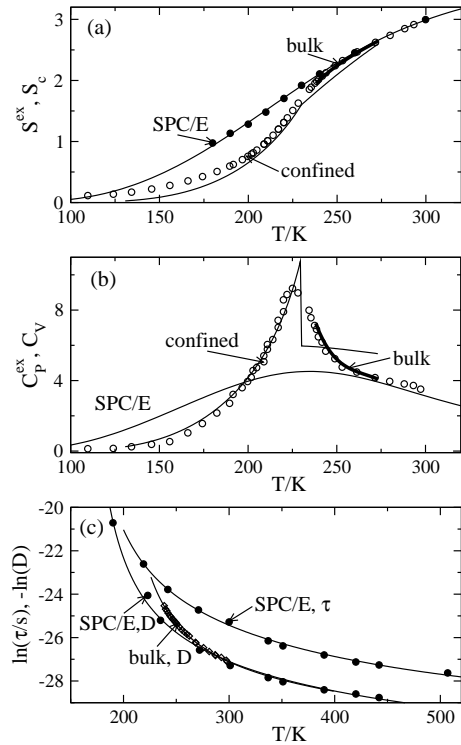 (a)
3
2
1
0
S^ex, S_c
bulk
SPC/E
confined
100 150 200 250 300
T/K
(b)
8
4
0
C_P^ex, C_V
confined
bulk
SPC/E
100 150 200 250 300
T/K
(c)
-20
-22
-24
-26
-28
ln(τ/s), -ln(D)
SPC/E, τ
SPC/E,D
bulk, D
200 300 400 500
T/K